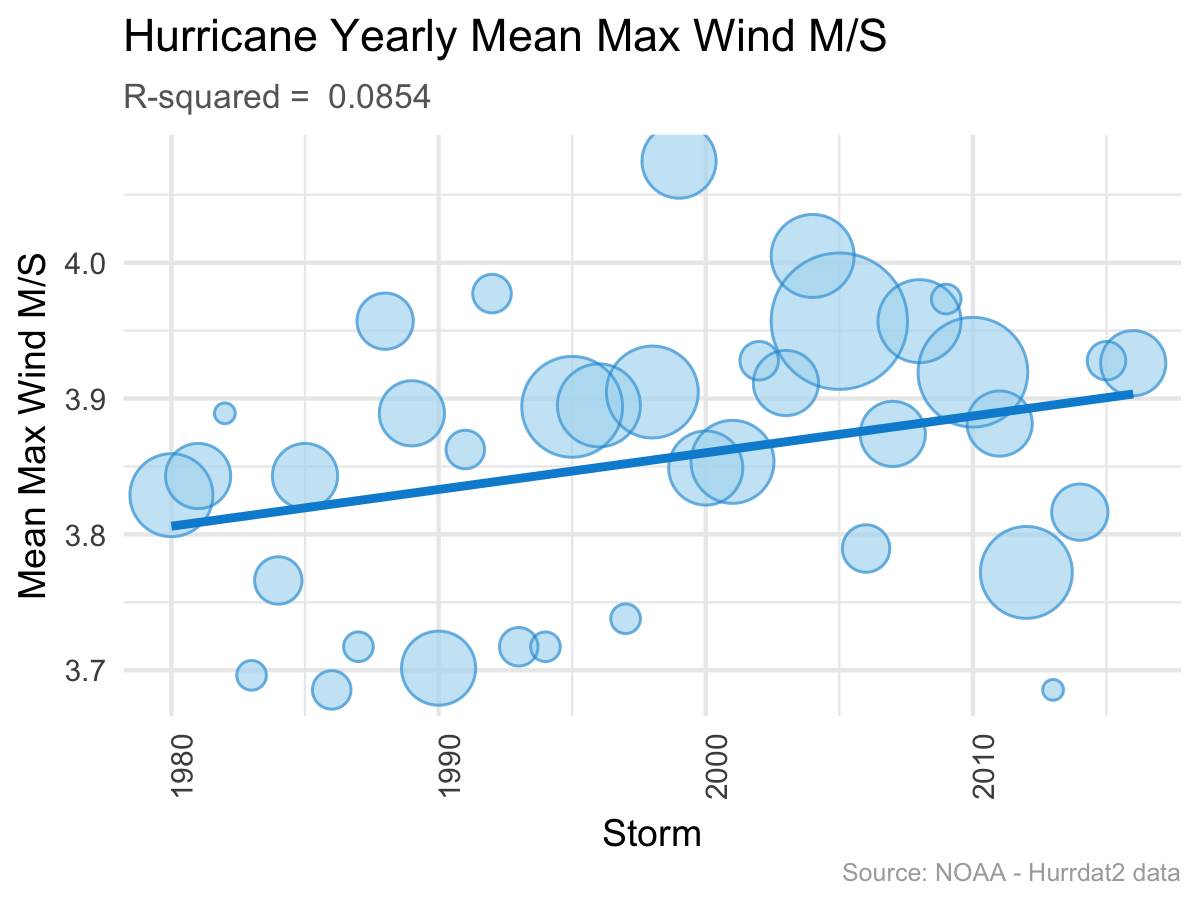 Hurricane Yearly Mean Max Wind M/S
R-squared =  0.0854
Mean Max Wind M/S
4.0
3.9
3.8
3.7
1980
1990
2000
2010
Storm
Source: NOAA - Hurrdat2 data